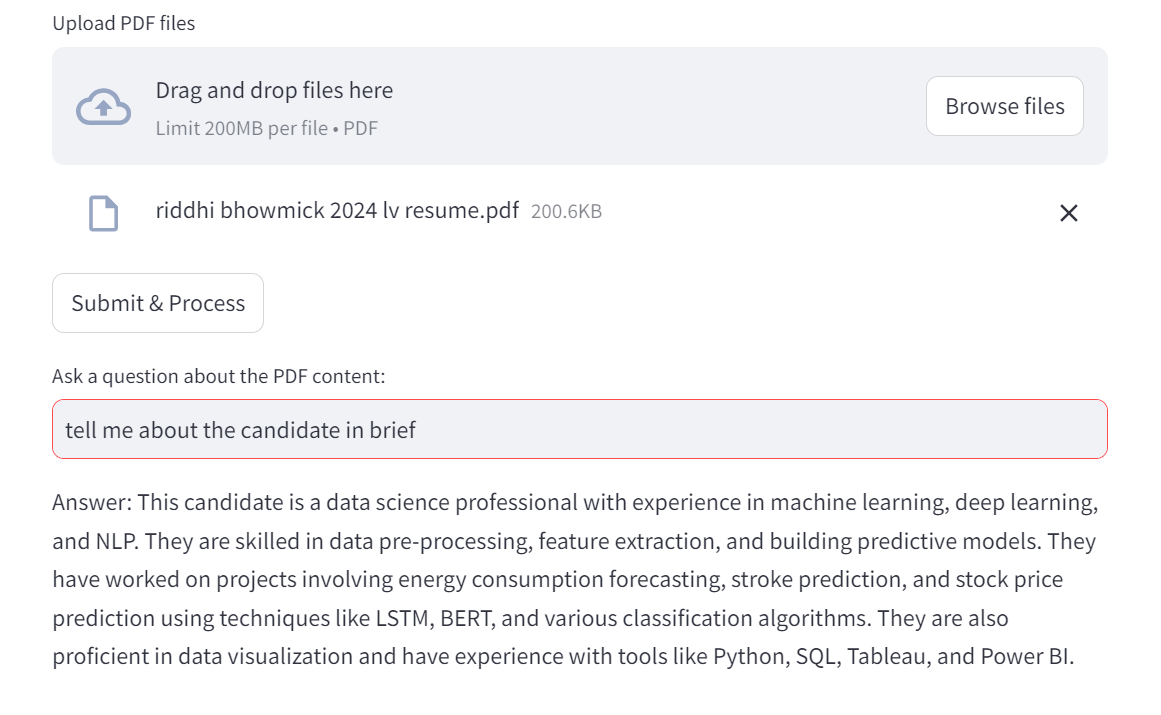 Upload PDF files
Drag and drop files here
Browse files
Limit 200MB per file • PDF
riddhi bhowmick 2024 lv resume.pdf 200.6KB
Submit & Process
Ask a question about the PDF content:
tell me about the candidate in brief
Answer: This candidate is a data science professional with experience in machine learning, deep learning,
and NLP. They are skilled in data pre-processing, feature extraction, and building predictive models. They
have worked on projects involving energy consumption forecasting, stroke prediction, and stock price
prediction using techniques like LSTM, BERT, and various classification algorithms. They are also
proficient in data visualization and have experience with tools like Python, SQL, Tableau, and Power BI.